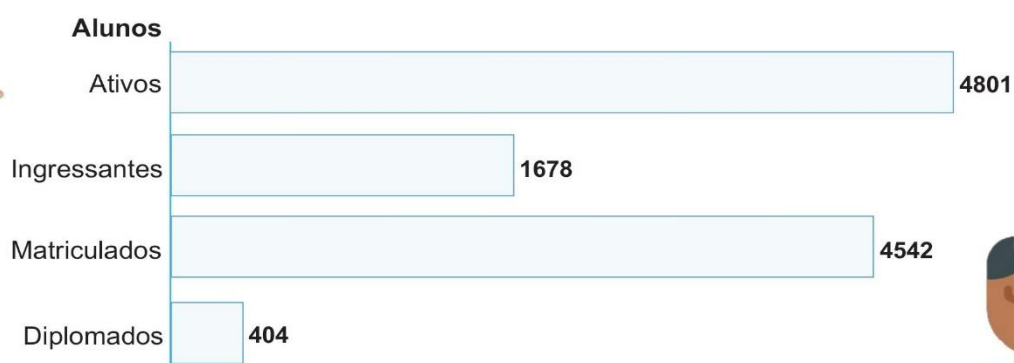 Alunos
Ativos 4801
Ingressantes 1678
Matriculados 4542
Diplomados 404